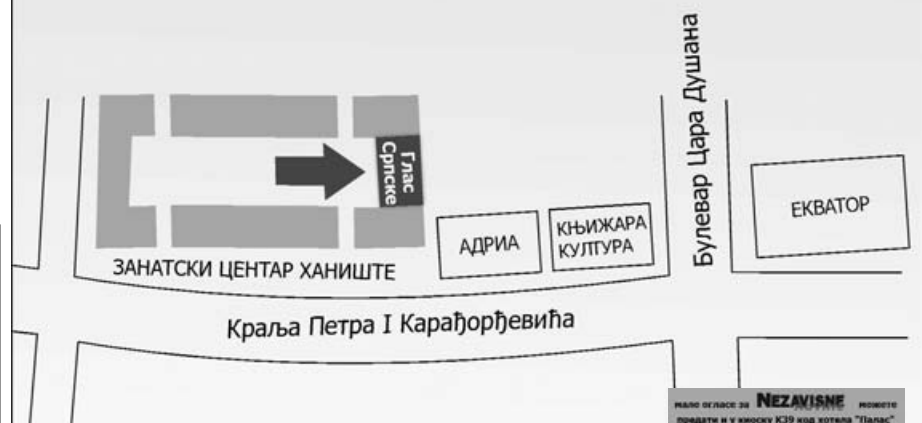 Глас
Српске
АДРИА
КЊИЖАРА
КУЛТУРА
Булевар Цара Душана
ЕКВАТОР
ЗАНАТСКИ ЦЕНТАР ХАНИШТЕ
Краља Петра I Карађорђевића
мале огласе за NEZAVISNE можете
предати и у киоску К39 код хотела "Палас"